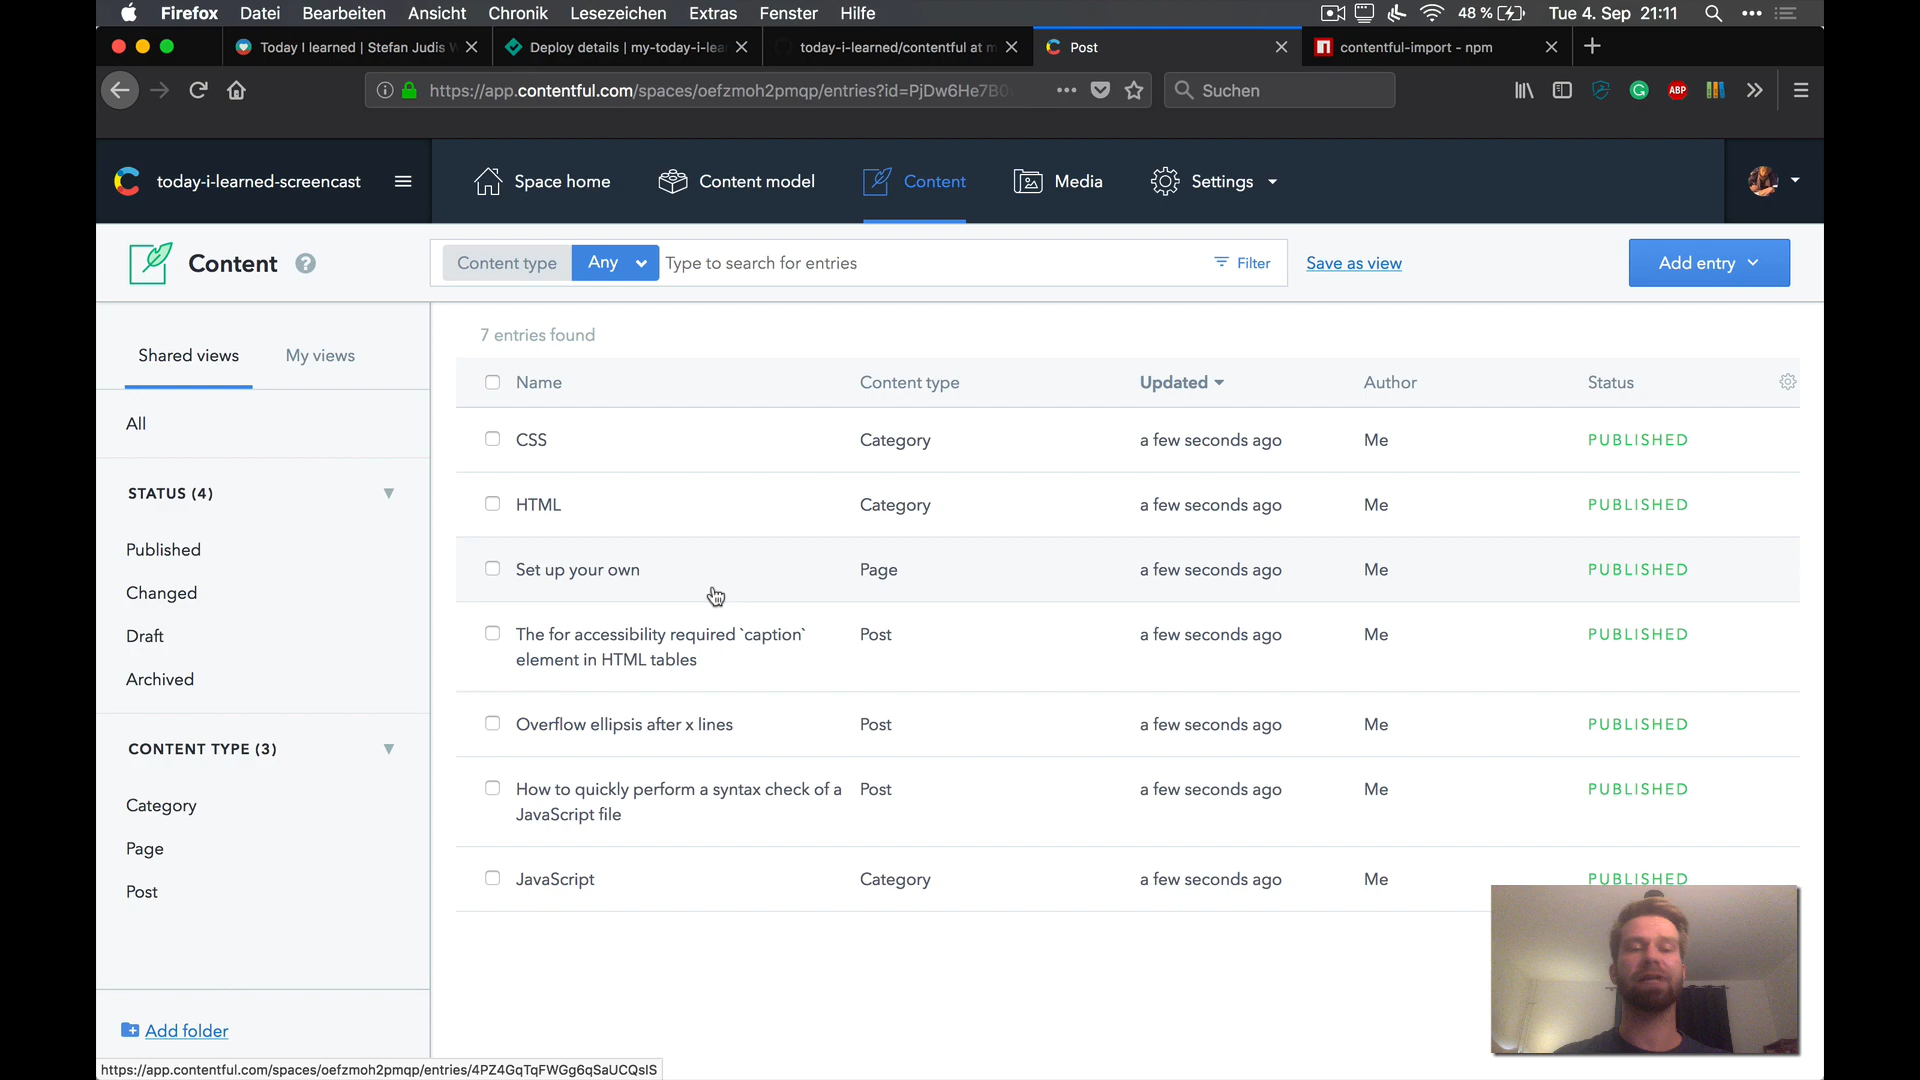 Firefox Datei Bearbeiten Ansicht Chronik Lesezeichen Extras Fenster Hilfe 48 % Tue 4. Sep 21:11
Today I learned | Stefan Judis W
Deploy details | my-today-i-lea
today-i-learned/contentful at m
Post
contentful-import - npm
https://app.contentful.com/spaces/oefzmoh2pmqp/entries?id=PjDw6He7B0
Suchen
ABP
today-i-learned-screencast
Space home
Content model
Content
Media
Settings
Content ?
Content type Any Type to search for entries Filter
Save as view
Add entry
Shared views My views
7 entries found
Name Content type Updated Author Status
All
CSS Category a few seconds ago Me PUBLISHED
STATUS (4)
HTML Category a few seconds ago Me PUBLISHED
Published
Set up your own Page a few seconds ago Me PUBLISHED
Changed
Draft
The for accessibility required `caption` Post a few seconds ago Me PUBLISHED
element in HTML tables
Archived
Overflow ellipsis after x lines Post a few seconds ago Me PUBLISHED
CONTENT TYPE (3)
How to quickly perform a syntax check of a Post a few seconds ago Me PUBLISHED
JavaScript file
Category
Page
JavaScript Category a few seconds ago Me PUBLISHED
Post
Add folder
https://app.contentful.com/spaces/oefzmoh2pmqp/entries/4PZ4GqTqFWGg6qSaUCQsIS